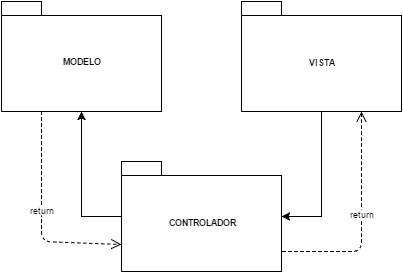 MODELO
VISTA
return
CONTROLADOR
return